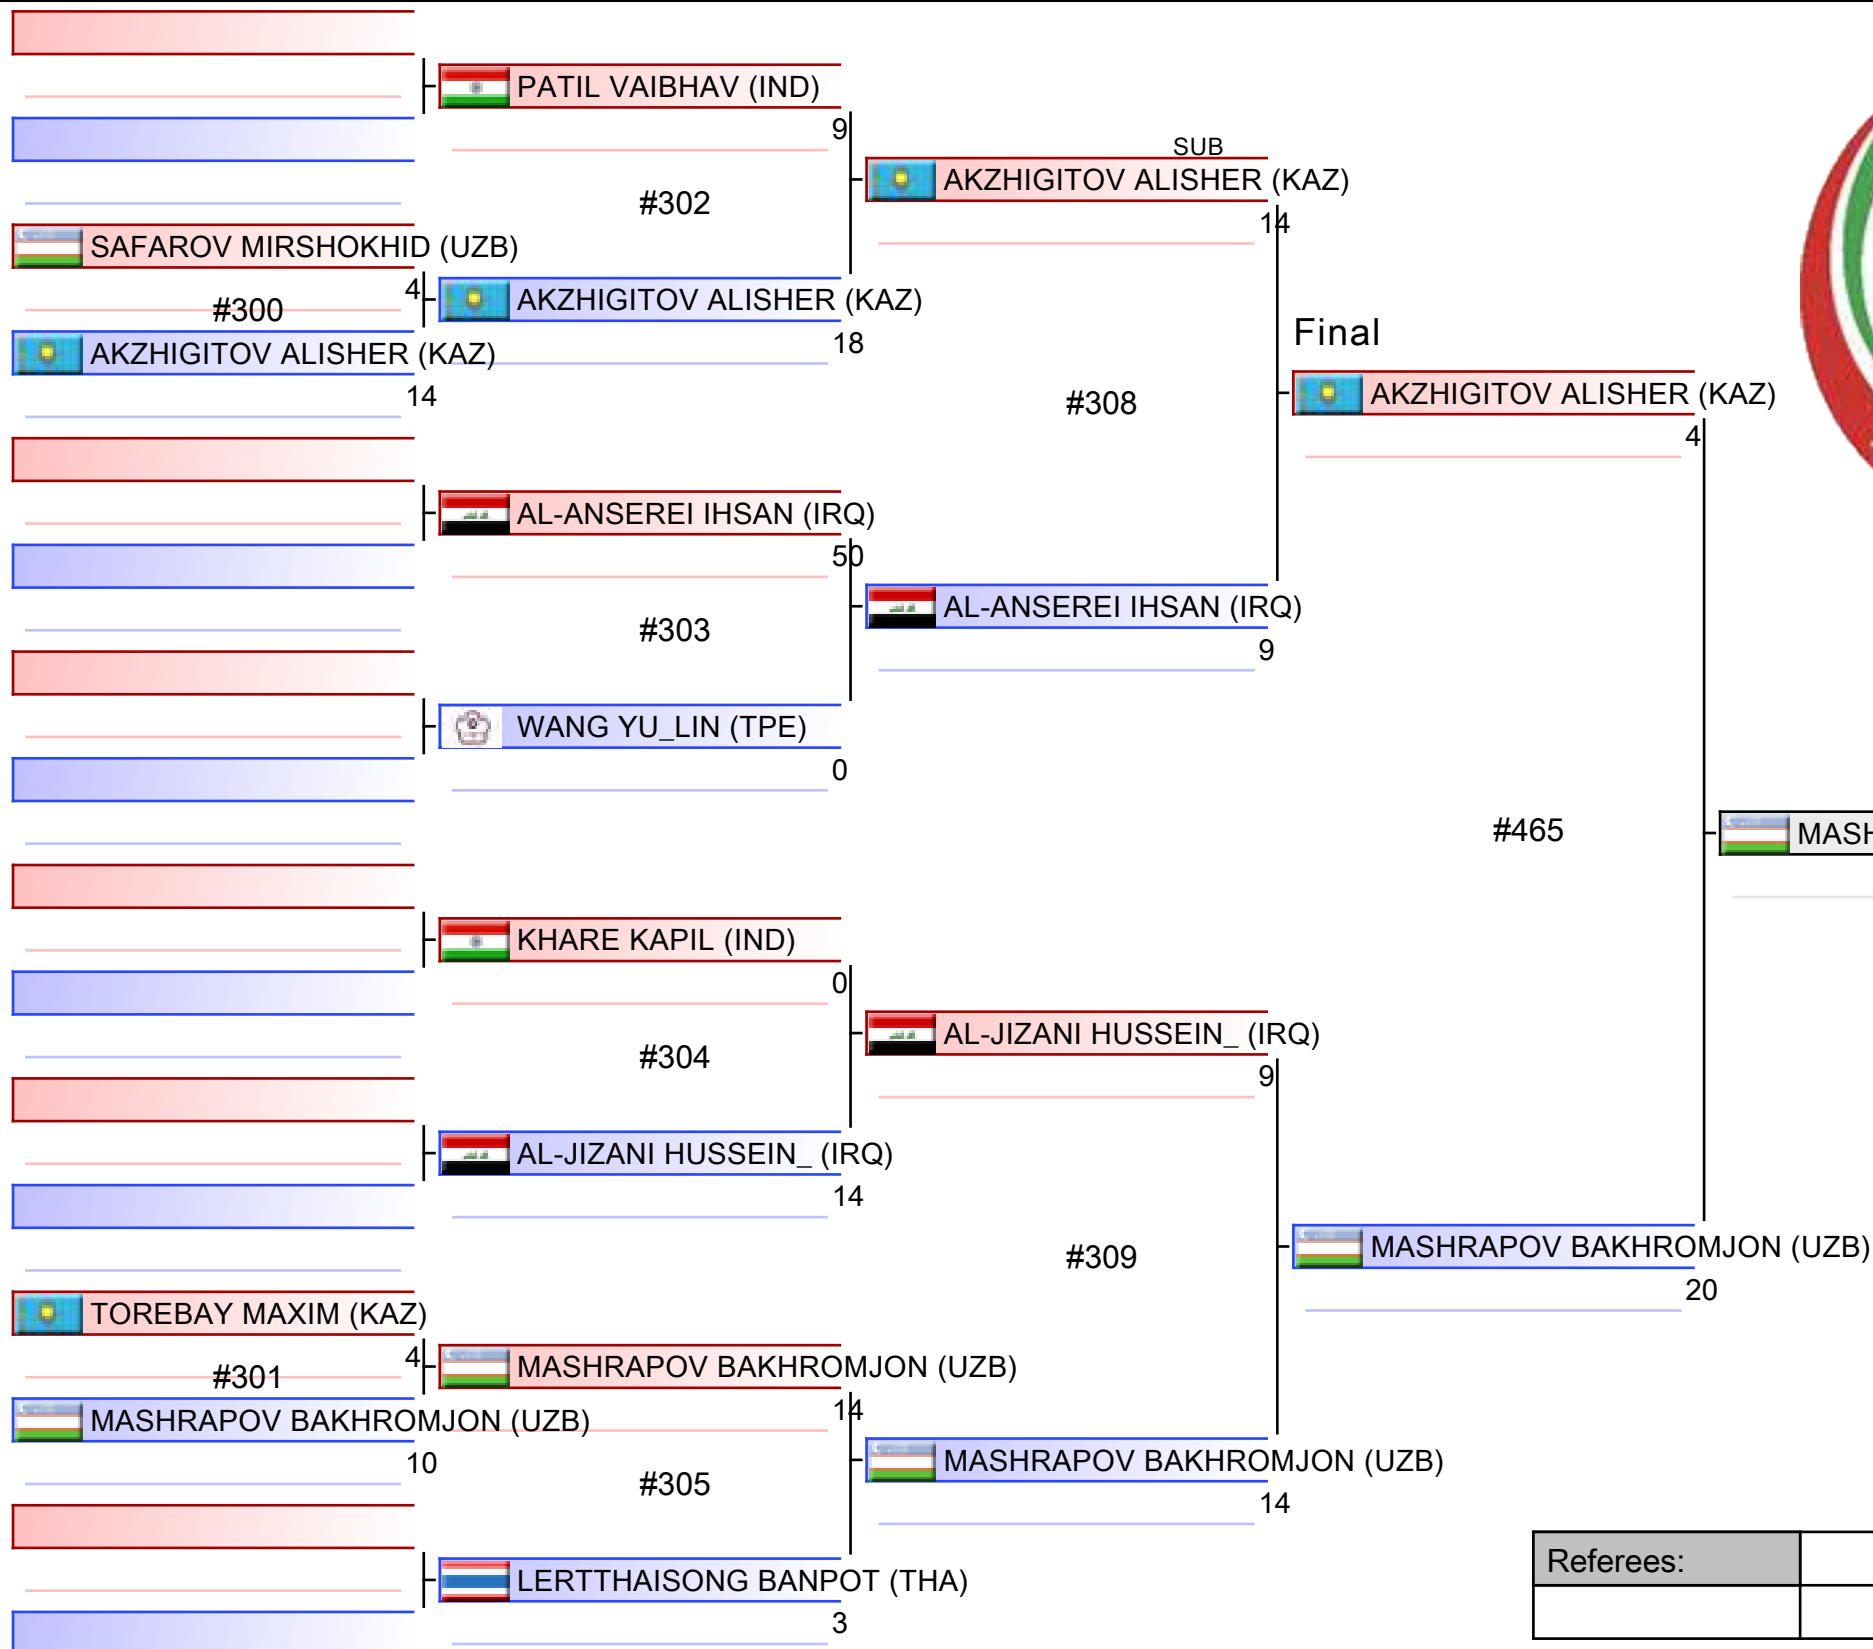 PATIL VAIBHAV (IND)
9
SUB
AKZHIGITOV ALISHER (KAZ)
14
#302
SAFAROV MIRSHOKHID (UZB)
4
#300
AKZHIGITOV ALISHER (KAZ)
18
AKZHIGITOV ALISHER (KAZ)
14
Final
AKZHIGITOV ALISHER (KAZ)
4
#308
AL-ANSEREI IHSAN (IRQ)
50
#303
AL-ANSEREI IHSAN (IRQ)
9
WANG YU_LIN (TPE)
0
#465
MASH
KHARE KAPIL (IND)
0
#304
AL-JIZANI HUSSEIN_ (IRQ)
9
AL-JIZANI HUSSEIN_ (IRQ)
14
#309
MASHRAPOV BAKHROMJON (UZB)
20
TOREBAY MAXIM (KAZ)
4
#301
MASHRAPOV BAKHROMJON (UZB)
14
MASHRAPOV BAKHROMJON (UZB)
10
#305
MASHRAPOV BAKHROMJON (UZB)
14
LERTTHAISONG BANPOT (THA)
3
Referees: